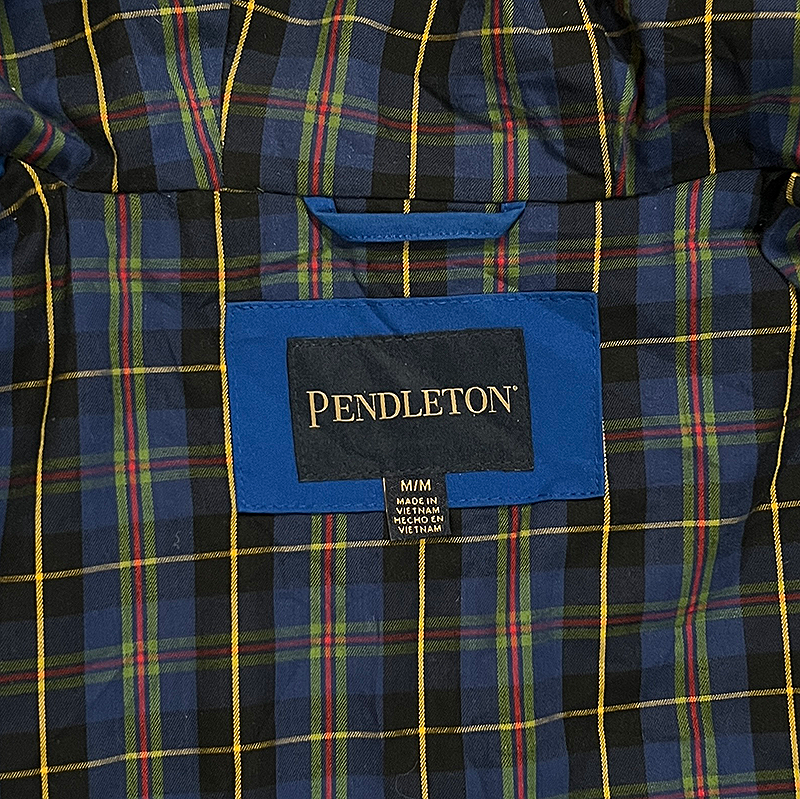 PENDLETON®
M/M
MADE IN
VIETNAM
HECHO EN
VIETNAM